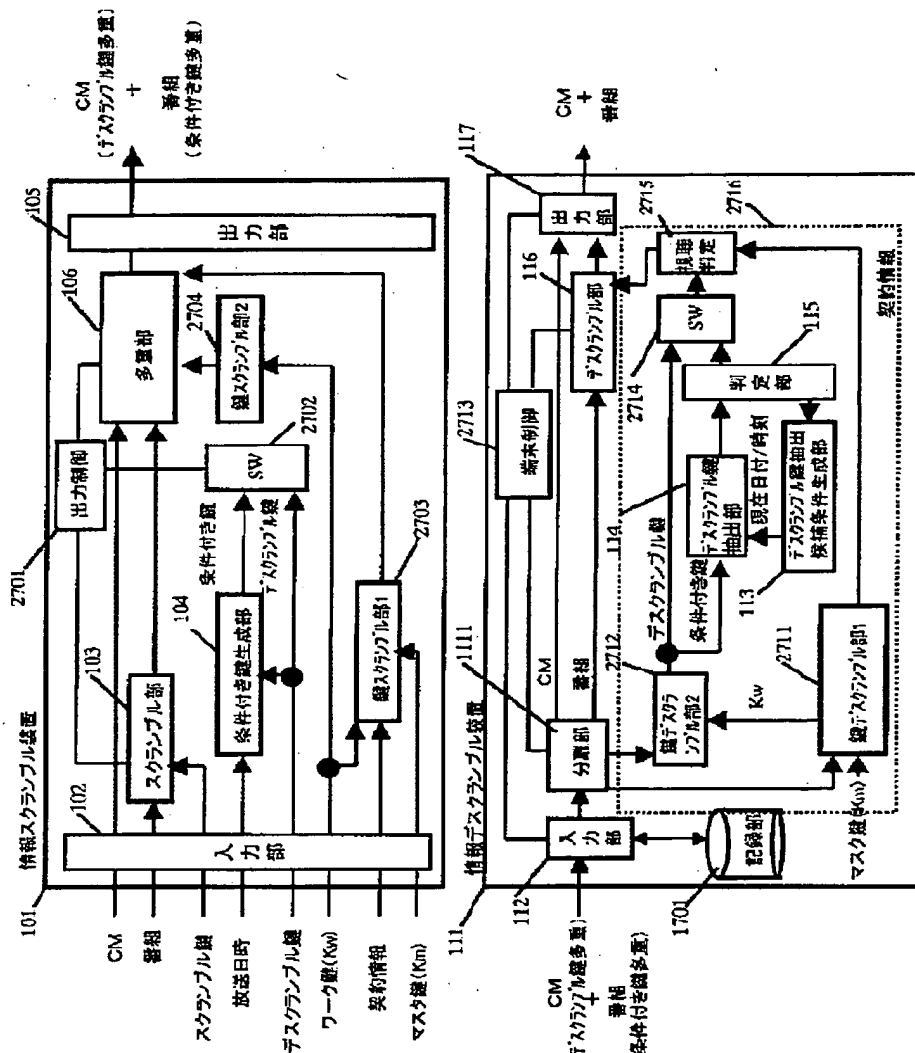 情報スクランブル装置
101
102
入力部
CM
番組
スクランブル鍵
放送日時
デスクランブル鍵
ワーク鍵(Kw)
契約情報
マスタ鍵(Km)
103
スクランブル部
104
条件付き鍵生成部
条件付き鍵
デスクランブル鍵
2701
出力制御
2702
SW
2703
鍵スクランブル部1
2704
鍵スクランブル部2
106
多重部
105
出力部
CM
(デスクランブル鍵多重)
+
番組
(条件付き鍵多重)
情報デスクランブル装置
111
112
入力部
CM
デスクランブル鍵多重)
+
番組
条件付き鍵多重)
1701
記録部
マスク鍵(Km)
1111
分離部
CM
番組
2712
鍵デスクラ
ンブル部2
Kw
2711
鍵デスクランブル部1
デスクランブル鍵
条件付き鍵
114
デスクランブル鍵
抽出部
現在日付/時刻
デスクランブル鍵抽出
候補条件生成部
113
2713
端末制御
115
判定部
2714
SW
2715
視聴
判定
2716
契約情報
116
デスクランブル部
117
出力部
CM
+
番組